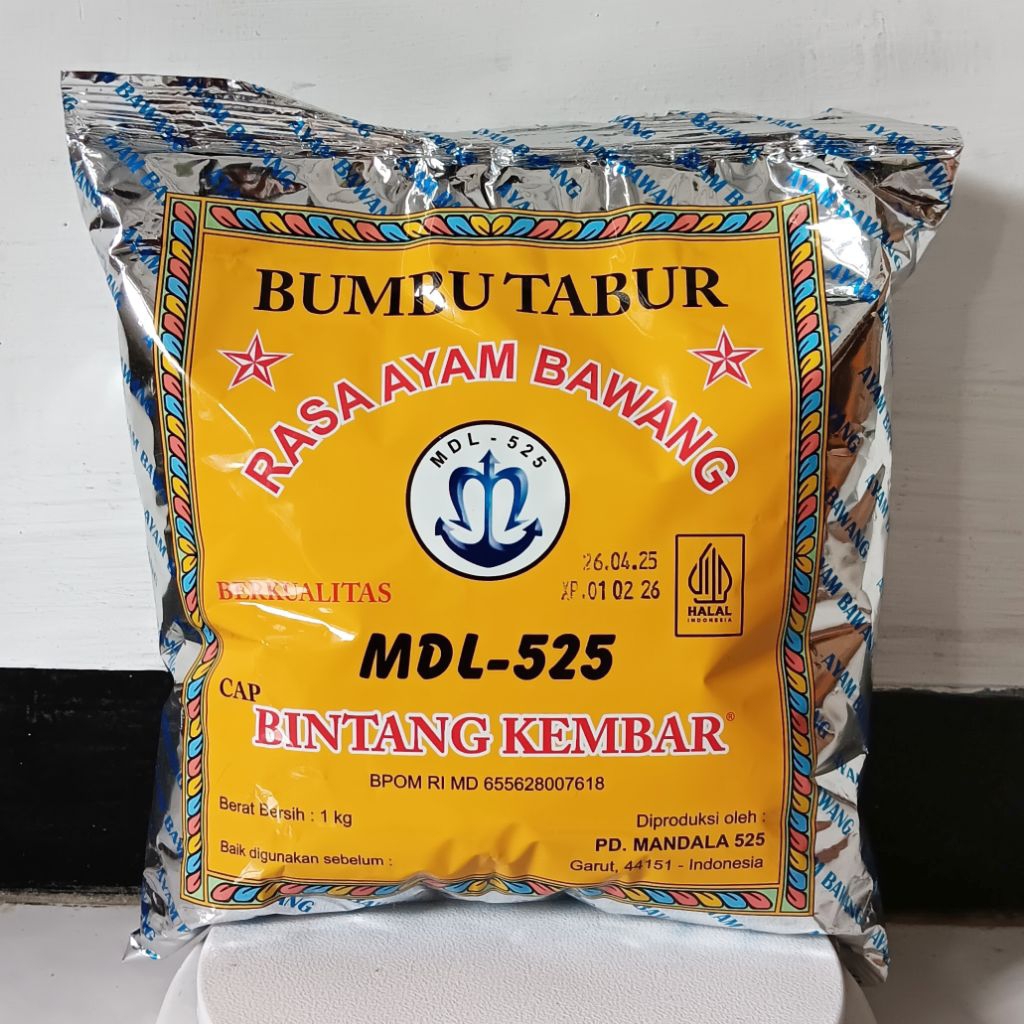 BUMBU TABUR
RASA AYAM BAWANG
MDL - 525
26.04.25
XP.01 02 26
HALAL
INDONESIA
BERKUALITAS
MDL-525
CAP
BINTANG KEMBAR®
BPOM RI MD 655628007618
Berat Bersih : 1 kg
Baik digunakan sebelum :
Diproduksi oleh :
PD. MANDALA 525
Garut, 44151 - Indonesia
AYAM BAWANG